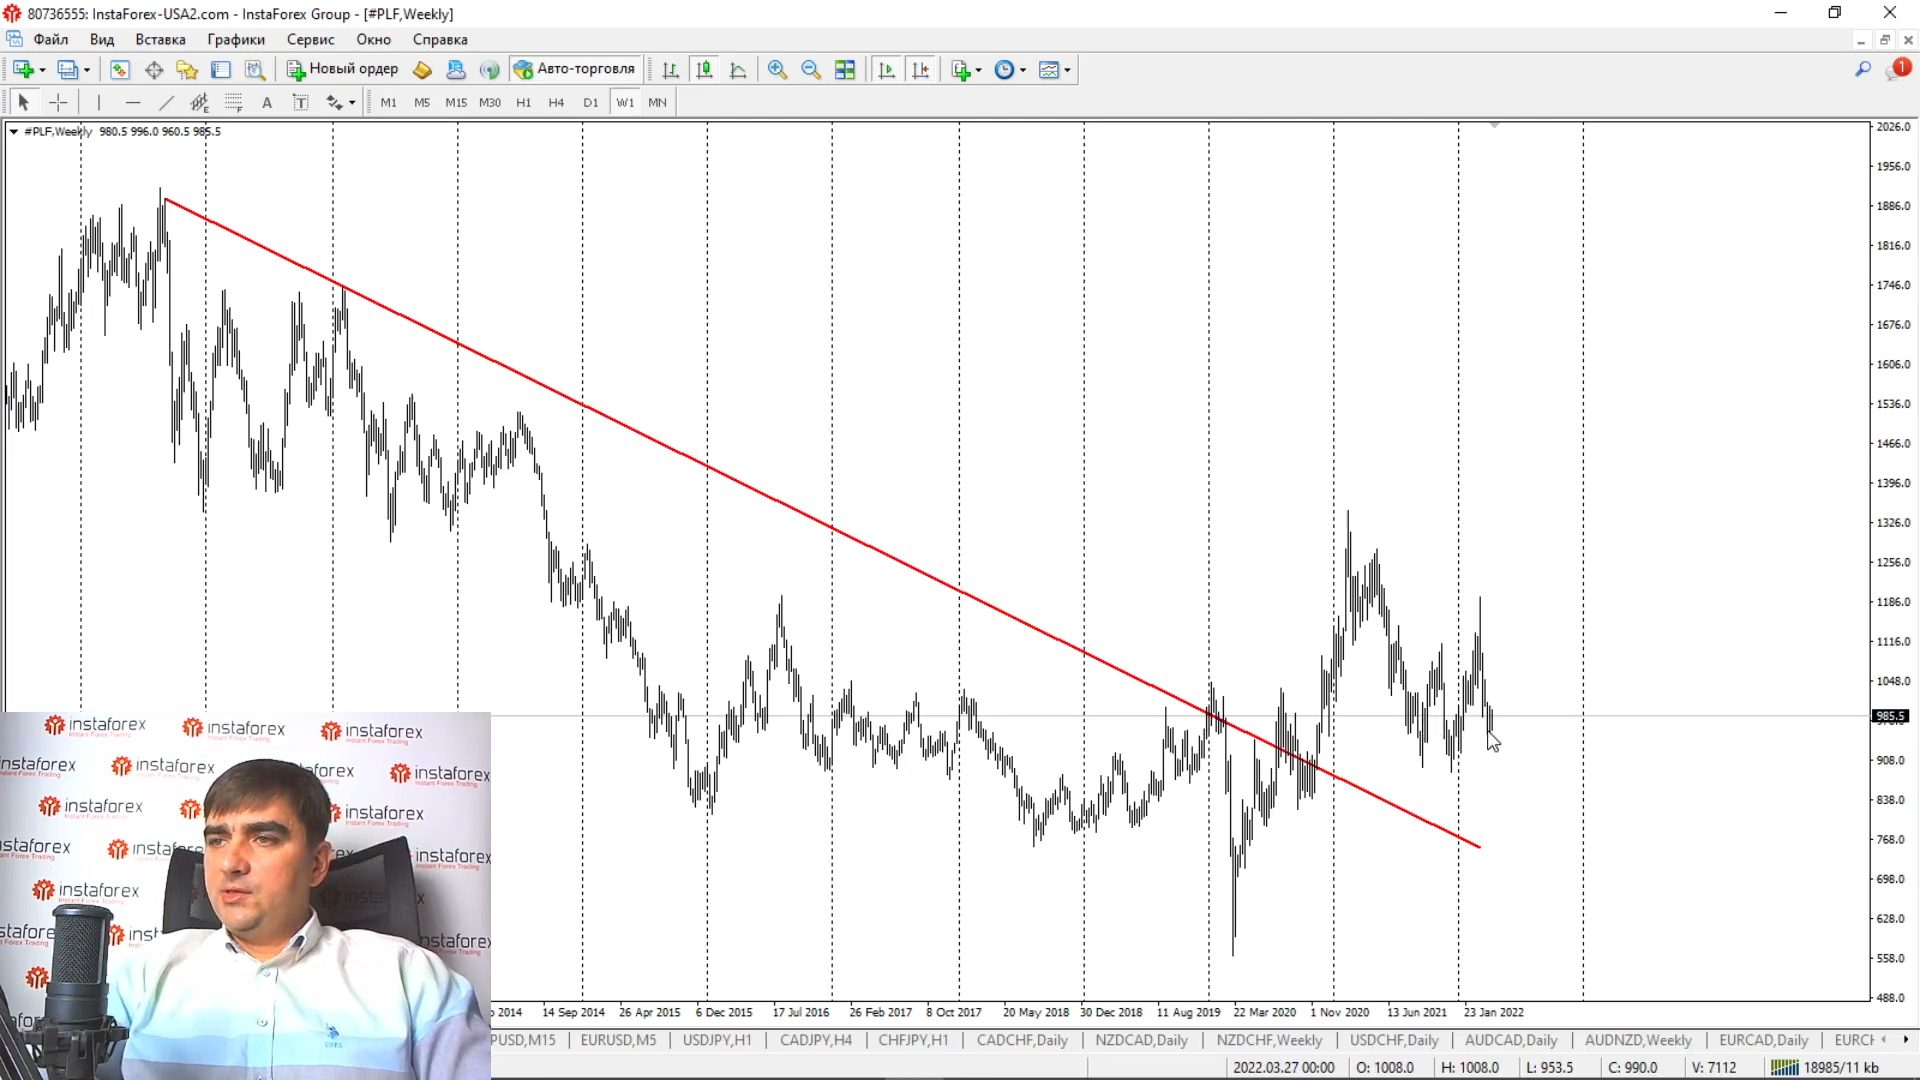 80736555: InstaForex-USA2.com - InstaForex Group - [#PLF,Weekly]
Файл Вид Вставка Графики Сервис Окно Справка
Новый ордер Авто-торговля 1
A T M1 M5 M15 M30 H1 H4 D1 W1 MN
#PLF,Weekly 980.5 996.0 960.5 985.5
2026.0
1956.0
1886.0
1816.0
1746.0
1676.0
1606.0
1536.0
1466.0
1396.0
1326.0
1256.0
1186.0
1116.0
1048.0
985.5
908.0
838.0
768.0
698.0
628.0
558.0
488.0
instaforex instaforex instaforex
Instant Forex Trading
instaforex instaforex
instaforex
instaforex
instaforex
2014 14 Sep 2014 26 Apr 2015 6 Dec 2015 17 Jul 2016 26 Feb 2017 8 Oct 2017 20 May 2018 30 Dec 2018 11 Aug 2019 22 Mar 2020 1 Nov 2020 13 Jun 2021 23 Jan 2022
PUSD,M15 EURUSD,M5 USDJPY,H1 CADJPY,H4 CHFJPY,H1 CADCHF,Daily NZDCAD,Daily NZDCHF,Weekly USDCHF,Daily AUDCAD,Daily AUDNZD,Weekly EURCAD,Daily EURCH
2022.03.27 00:00 O: 1008.0 H: 1008.0 L: 953.5 C: 990.0 V: 7112 18985/11 kb